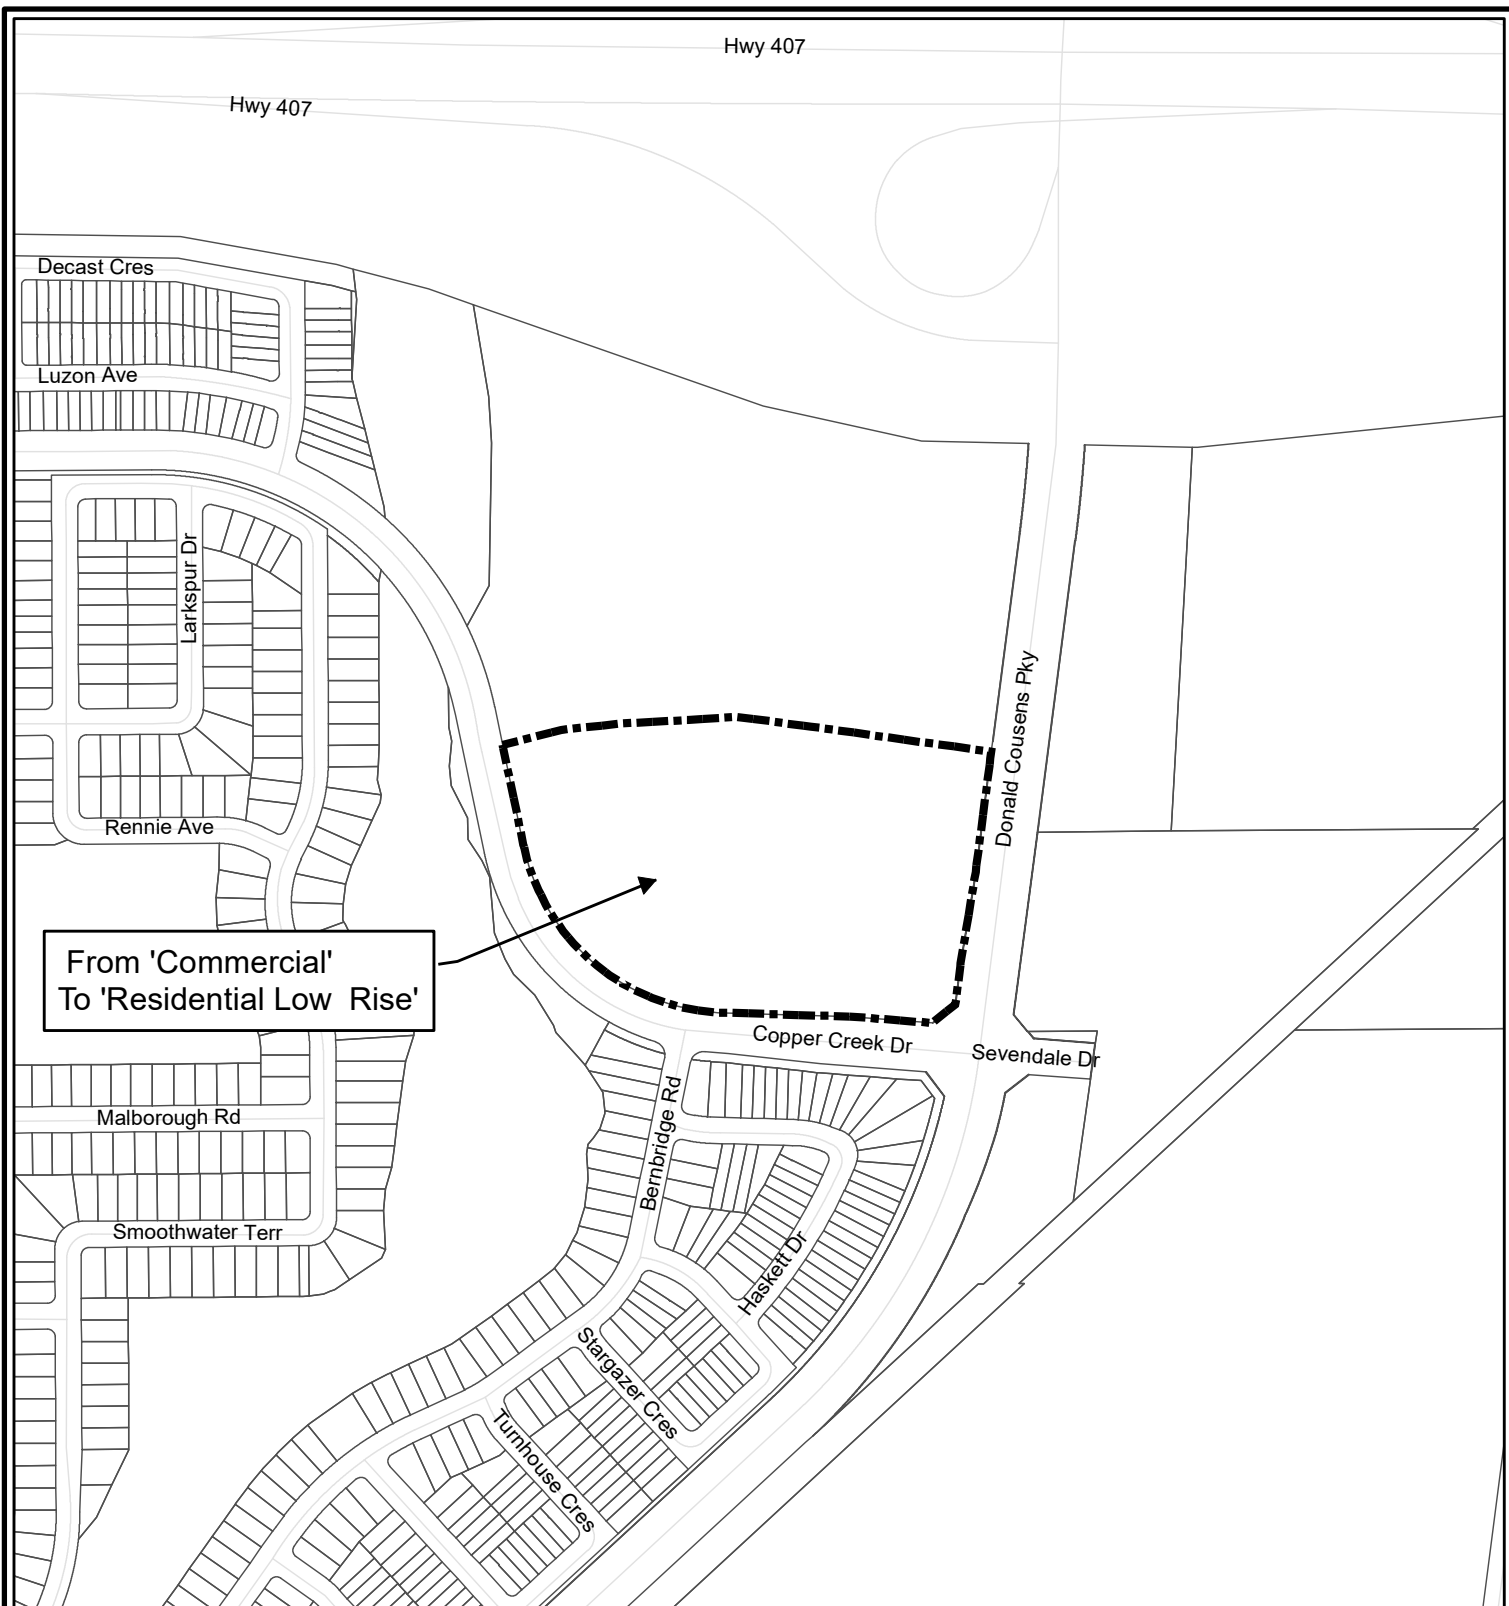 Hwy 407
Hwy 407
Decast Cres
Luzon Ave
Larkspur Dr
Donald Cousens Pky
Rennie Ave
From 'Commercial'
To 'Residential Low Rise'
Copper Creek Dr
Sevendale Dr
Bernbridge Rd
Malborough Rd
Smoothwater Terr
Haskett Dr
Stargazer Cres
Turnhouse Cres